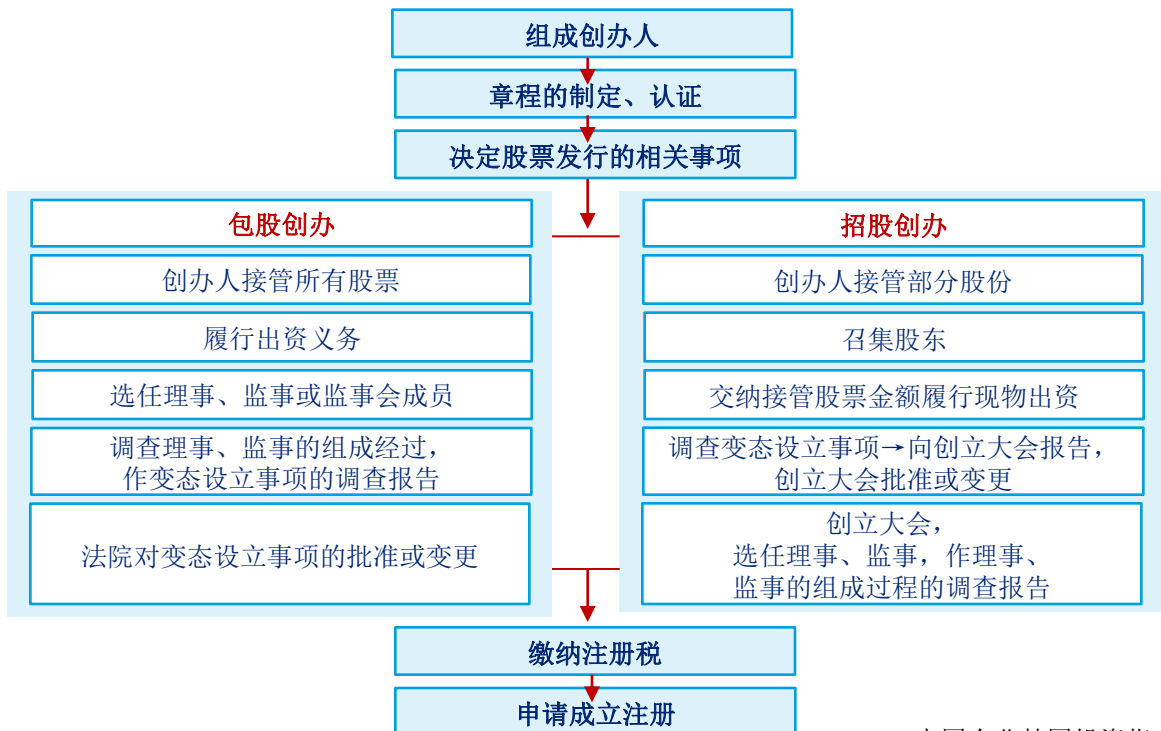 组成创办人
章程的制定、认证
决定股票发行的相关事项
包股创办
创办人接管所有股票
履行出资义务
选任理事、监事或监事会成员
调查理事、监事的组成经过，
作变态设立事项的调查报告
法院对变态设立事项的批准或变更
招股创办
创办人接管部分股份
召集股东
交纳接管股票金额履行现物出资
调查变态设立事项→向创立大会报告，
创立大会批准或变更
创立大会，
选任理事、监事，作理事、
监事的组成过程的调查报告
缴纳注册税
申请成立注册